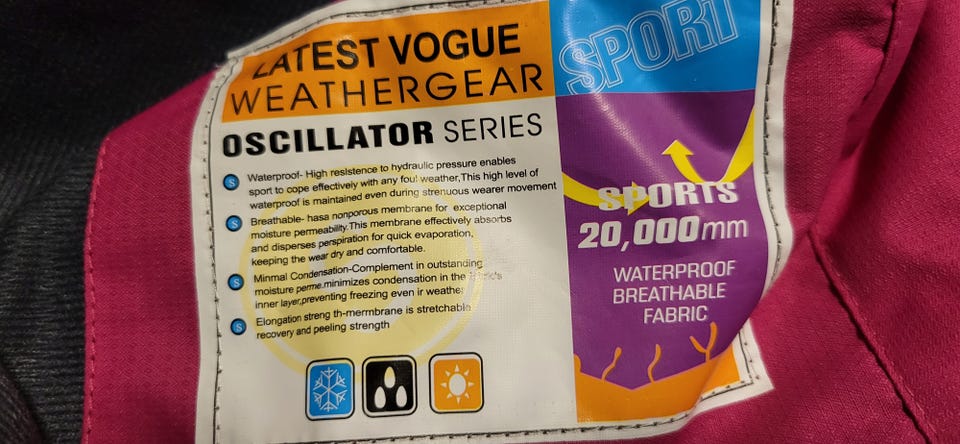 LATEST VOGUE
WEATHERGEAR
OSCILLATOR SERIES
Waterproof- High resistence to hydraulic pressure enables
sport to cope effectively with any foul weather,This high level of
waterproof is maintained even during strenuous wearer movement
Breathable- hasa nonporous membrane for exceptional
moisture permeability.This membrane effectively absorbs
and disperses perspiration for quick evaporation,
keeping the wear dry and comfortable.
Minmal Condensation-Complement in outstanding
moisture perme.minimizes condensation in the
inner layer,preventing freezing even ir weather
Elongation streng th-mermbrane is stretchable
recovery and peeling strength
SPORT
SPORTS
20,000mm
WATERPROOF
BREATHABLE
FABRIC
S
S
S
S